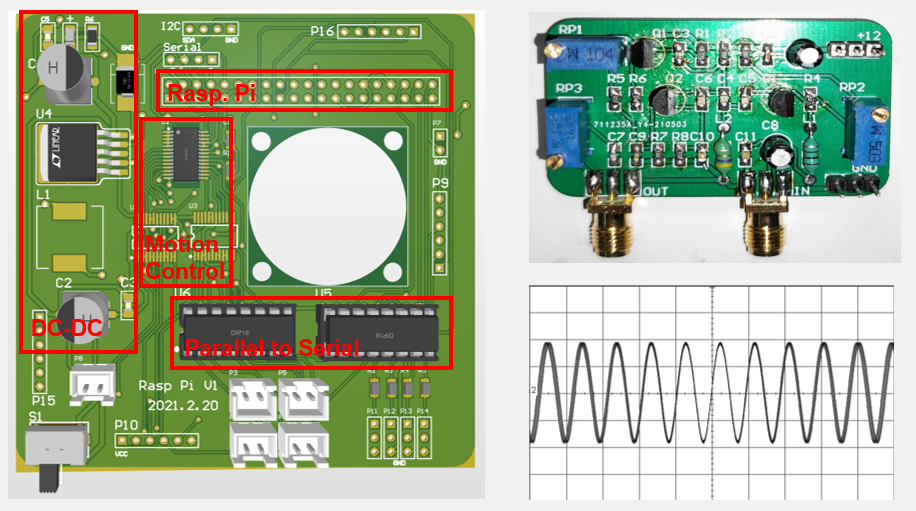 C5
+
R6
GND
C
H
U4
LINEAR
L1
C2
C3
H
DC-DC
P15
P8
S1
I2C
SDA
GND
Serial
P16
Rasp. Pi
P7
GND
P9
U3
Motion
Control
U6
U5
DIP16
DIP16
Parallel to Serial
Rasp Pi V1
2021.2.20
P10
VCC
P3
P5
P11
P12
P13
P14
GND
RP1
W 104
Q1
C3
R1
+12
R5
R6
Q2
C6
C4
C5
R4
RP2
RP3
711235A_Y4-210503
L2
L1
C7
C9
R7
R8
C10
C11
C8
OUT
IN
GND
2